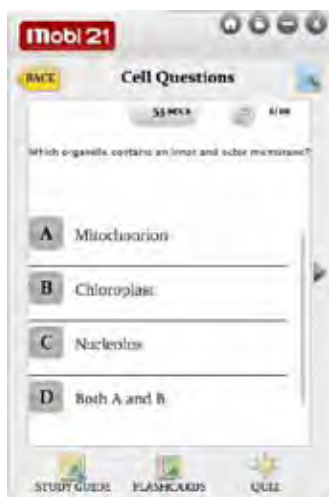 mobl 21
BACK
Cell Questions
Which organelle contains an inner and outer membrane?
A Mitochondrion
B Chloroplast
C Nucleolus
D Both A and B
STUDY GUIDE FLASHCARDS QUIZ